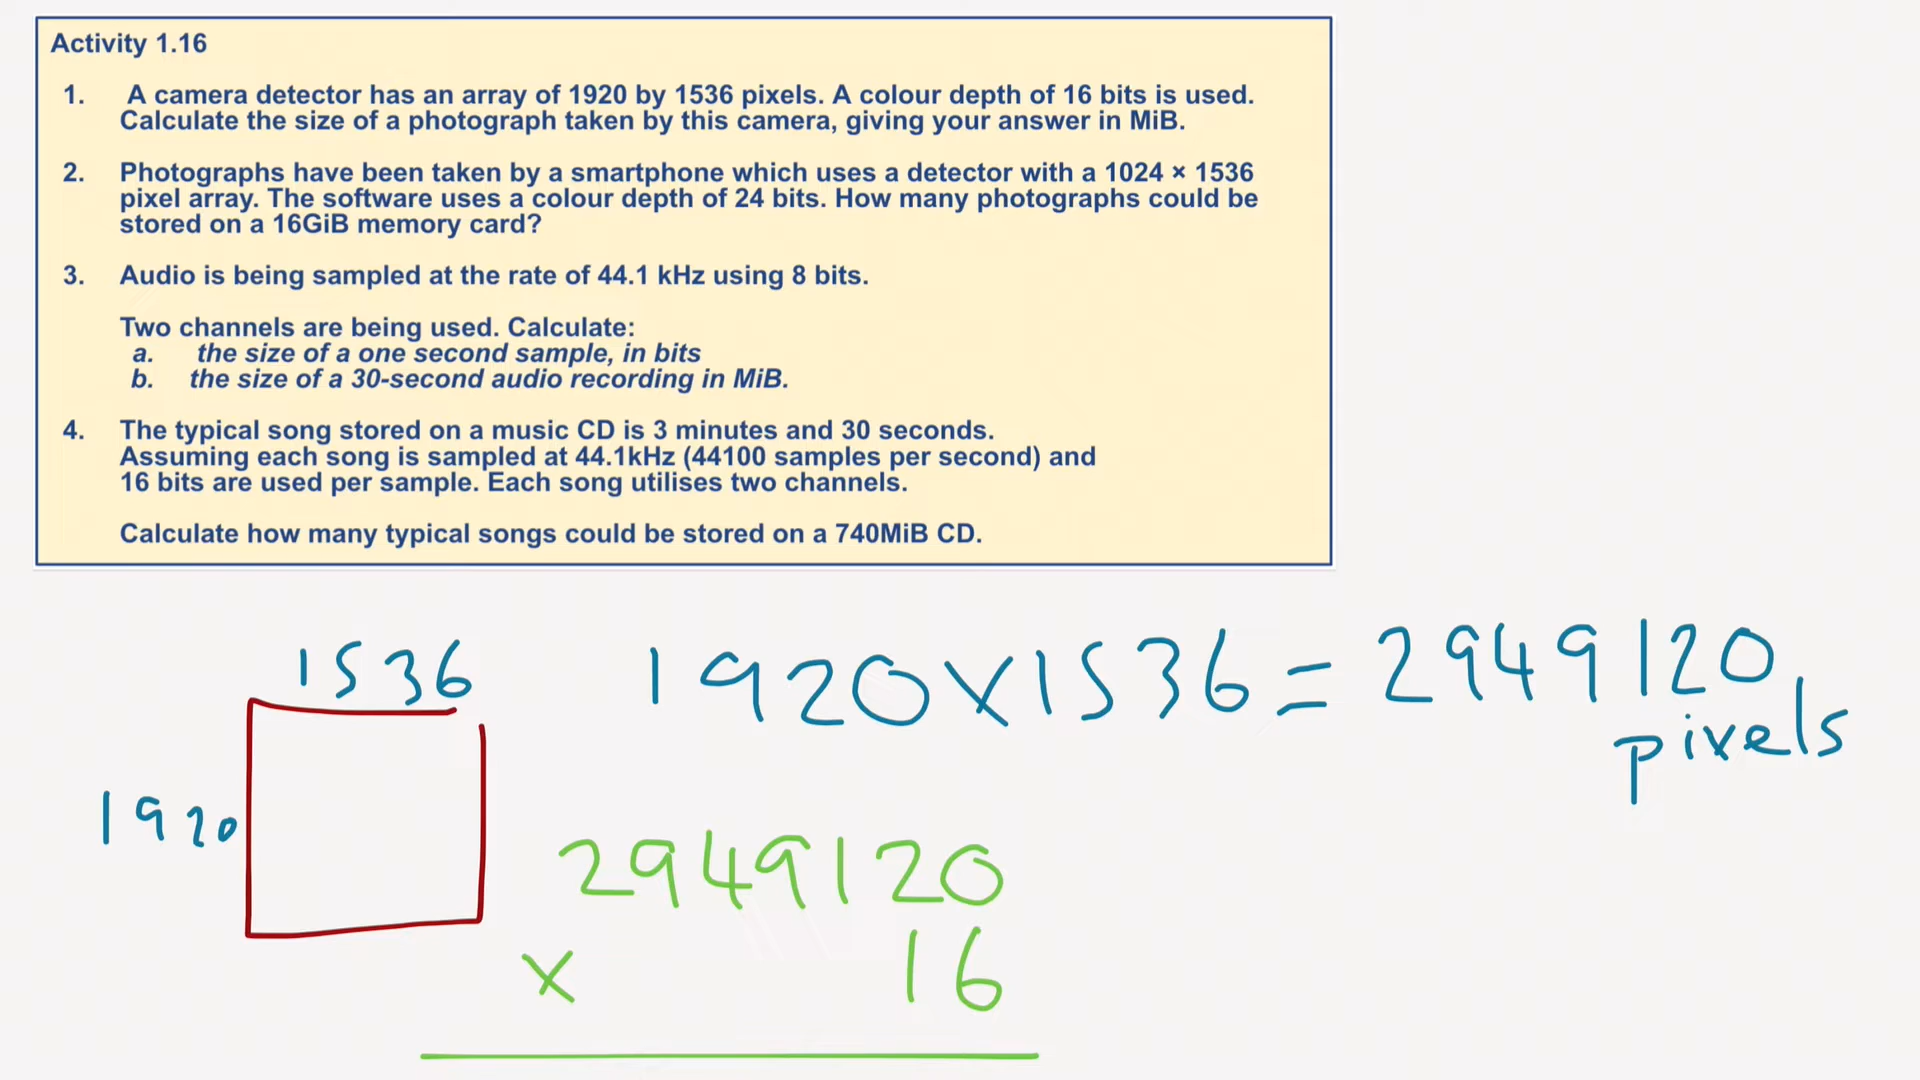 Activity 1.16
1. A camera detector has an array of 1920 by 1536 pixels. A colour depth of 16 bits is used.
Calculate the size of a photograph taken by this camera, giving your answer in MiB.
2. Photographs have been taken by a smartphone which uses a detector with a 1024 × 1536
pixel array. The software uses a colour depth of 24 bits. How many photographs could be
stored on a 16GiB memory card?
3. Audio is being sampled at the rate of 44.1 kHz using 8 bits.
Two channels are being used. Calculate:
a. the size of a one second sample, in bits
b. the size of a 30-second audio recording in MiB.
4. The typical song stored on a music CD is 3 minutes and 30 seconds.
Assuming each song is sampled at 44.1kHz (44100 samples per second) and
16 bits are used per sample. Each song utilises two channels.
Calculate how many typical songs could be stored on a 740MiB CD.
1536
1920
1920X1536=2949120
pixels
2949120
x 16